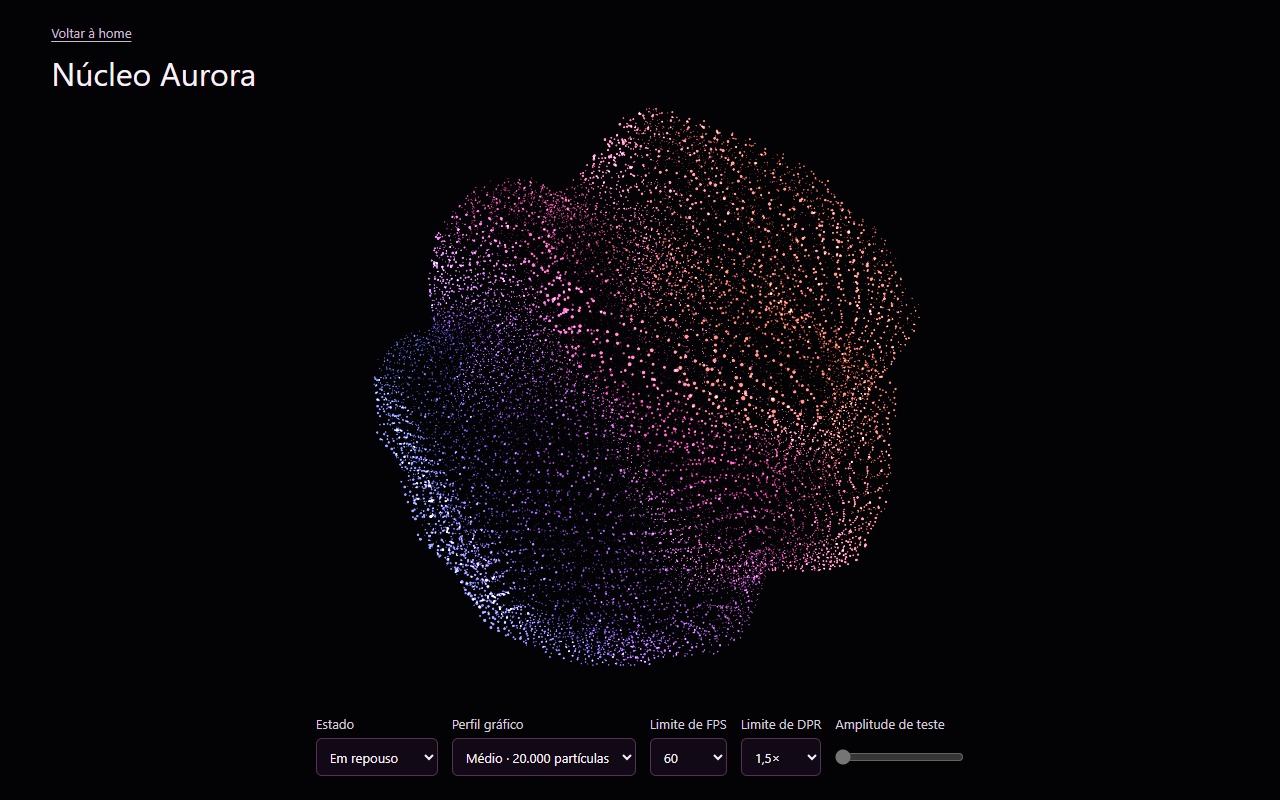 Voltar à home
Núcleo Aurora
Estado
Perfil gráfico
Limite de FPS
Limite de DPR
Amplitude de teste
Em repouso
Médio · 20.000 partículas
60
1,5×